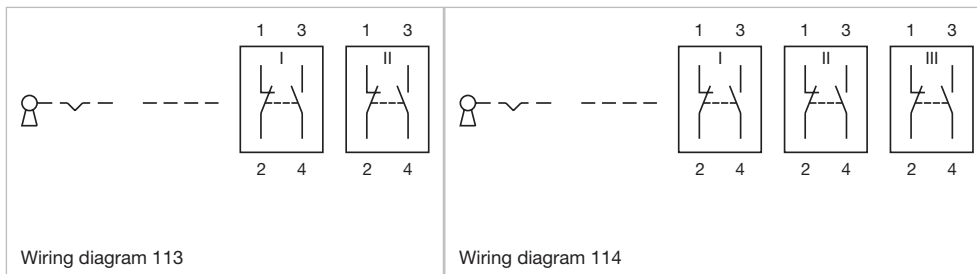 1 3 1 3
I II
2 4 2 4
Wiring diagram 113
1 3 1 3 1 3
I II III
2 4 2 4 2 4
Wiring diagram 114